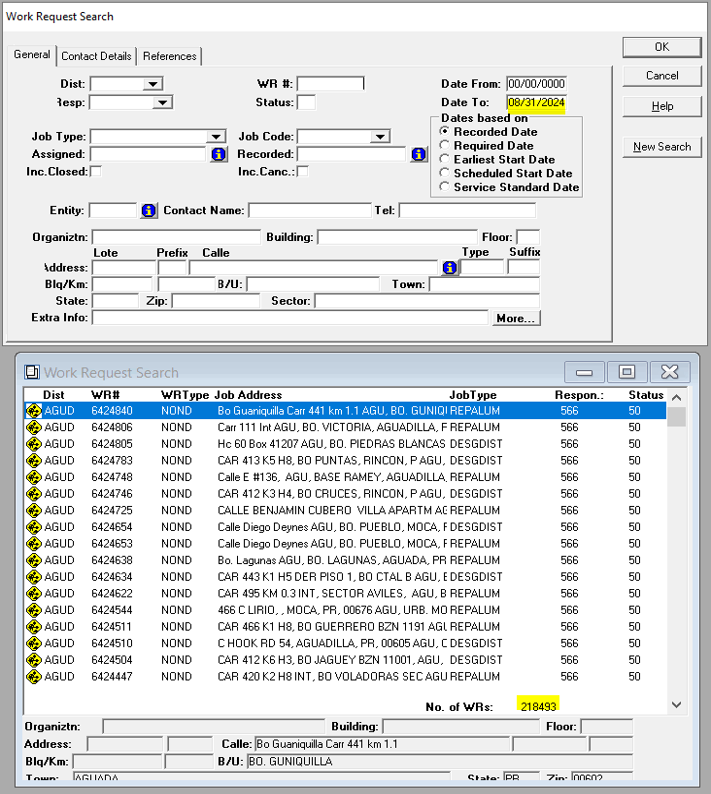 Work Request Search
General Contact Details References
OK
Dist: WR #: Date From: 00/00/0000
Cancel
Resp: Status: Date To: 08/31/2024
Help
Dates based on
Recorded Date
Job Type: Job Code: Required Date
New Search
Assigned: Recorded: Earliest Start Date
Inc.Closed: Inc.Canc.: Scheduled Start Date
Service Standard Date
Entity: Contact Name: Tel:
Organiztn: Building: Floor:
Lote Prefix Calle Type Suffix
Address:
Blq/Km: B/U: Town:
State: Zip: Sector:
Extra Info: More...
Work Request Search
Dist WR# WRType Job Address JobType Respon.: Status
AGUD 6424840 NOND Bo Guaniquilla Carr 441 km 1.1 AGU, BO. GUNIQI REPALUM 566 50
AGUD 6424806 NOND Carr 111 Int AGU, BO. VICTORIA, AGUADILLA, F REPALUM 566 50
AGUD 6424805 NOND Hc 60 Box 41207 AGU, BO. PIEDRAS BLANCAS DESGDIST 566 50
AGUD 6424783 NOND CAR 413 K5 H8, BO PUNTAS, RINCON, P AGU, DESGDIST 566 50
AGUD 6424748 NOND Calle E #136, AGU, BASE RAMEY, AGUADILLA, REPALUM 566 50
AGUD 6424746 NOND CAR 412 K3 H4, BO CRUCES, RINCON, P AGU, DESGDIST 566 50
AGUD 6424725 NOND CALLE BENJAMIN CUBERO VILLA APARTM AG REPALUM 566 50
AGUD 6424654 NOND Calle Diego Deynes AGU, BO. PUEBLO, MOCA, F DESGDIST 566 50
AGUD 6424653 NOND Calle Diego Deynes AGU, BO. PUEBLO, MOCA, F REPALUM 566 50
AGUD 6424638 NOND Bo. Lagunas AGU, BO. LAGUNAS, AGUADA, PR REPALUM 566 50
AGUD 6424634 NOND CAR 443 K1 H5 DER PISO 1, BO CTAL B AGU, E DESGDIST 566 50
AGUD 6424622 NOND CAR 495 KM 0.3 INT, SECTOR AVILES, AGU, B REPALUM 566 50
AGUD 6424544 NOND 466 C LIRIO, , MOCA, PR, 00676 AGU, URB. MO REPALUM 566 50
AGUD 6424511 NOND CAR 466 K1 H8, BO GUERRERO BZN 1191 AGU REPALUM 566 50
AGUD 6424510 NOND C HOOK RD 54, AGUADILLA, PR, 00605 AGU, C DESGDIST 566 50
AGUD 6424504 NOND CAR 412 K6 H3, BO JAGUEY BZN 11001, AGU, DESGDIST 566 50
AGUD 6424447 NOND CAR 420 K2 H8 INT, BO VOLADORAS SEC AGU REPALUM 566 50
No. of WRs: 218493
Organiztn: Building: Floor:
Address: Calle: Bo Guaniquilla Carr 441 km 1.1
Blq/Km: B/U: BO. GUNIQUILLA
Town: AGUADA State: PR Zip: 00602